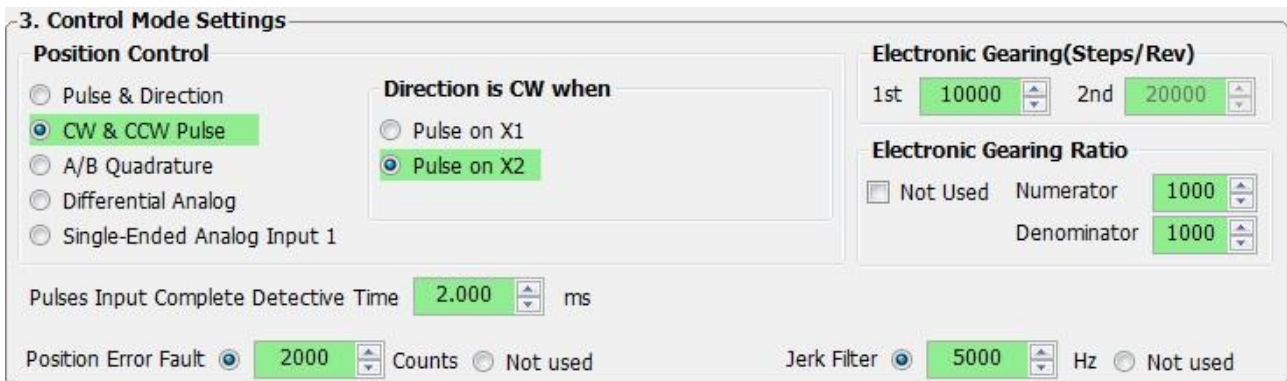 3. Control Mode Settings
Position Control
Pulse & Direction
CW & CCW Pulse
A/B Quadrature
Differential Analog
Single-Ended Analog Input 1
Direction is CW when
Pulse on X1
Pulse on X2
Electronic Gearing(Steps/Rev)
1st 10000 2nd 20000
Electronic Gearing Ratio
Not Used Numerator 1000
Denominator 1000
Pulses Input Complete Detective Time 2.000 ms
Position Error Fault 2000 Counts Not used Jerk Filter 5000 Hz Not used